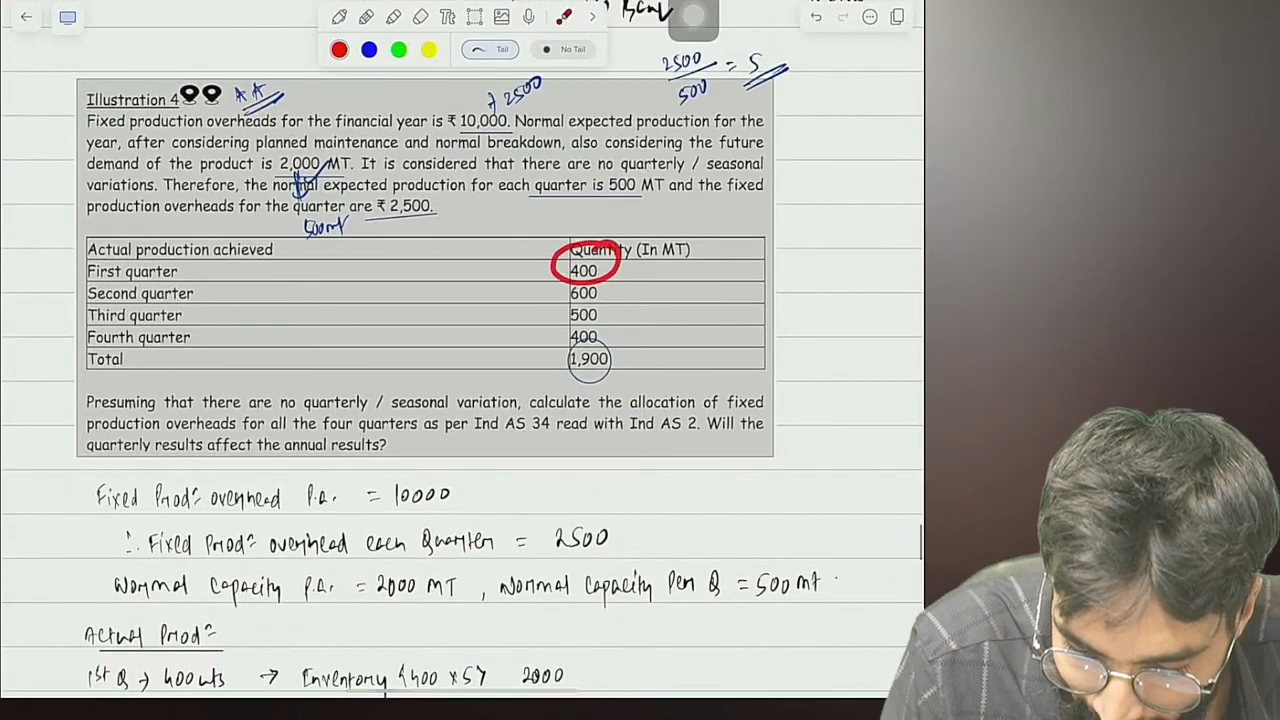 Tail
No Tail
2500
500
= 5
Illustration 4
+ 2500
Fixed production overheads for the financial year is ₹ 10,000. Normal expected production for the
year, after considering planned maintenance and normal breakdown, also considering the future
demand of the product is 2,000 MT. It is considered that there are no quarterly / seasonal
variations. Therefore, the normal expected production for each quarter is 500 MT and the fixed
production overheads for the quarter are ₹ 2,500.
500mt
Actual production achieved Quantity (In MT)
First quarter 400
Second quarter 600
Third quarter 500
Fourth quarter 400
Total 1,900
Presuming that there are no quarterly / seasonal variation, calculate the allocation of fixed
production overheads for all the four quarters as per Ind AS 34 read with Ind AS 2. Will the
quarterly results affect the annual results?
Fixed Prodⁿ overhead p.a. = 10000
∴ Fixed Prodⁿ overhead each Quarter = 2500
Normal Capacity p.a. = 2000 MT , Normal Capacity Per Q = 500 mt
Actual Prodⁿ
1st Q → 400 → Inventory (400 × 5) 2000